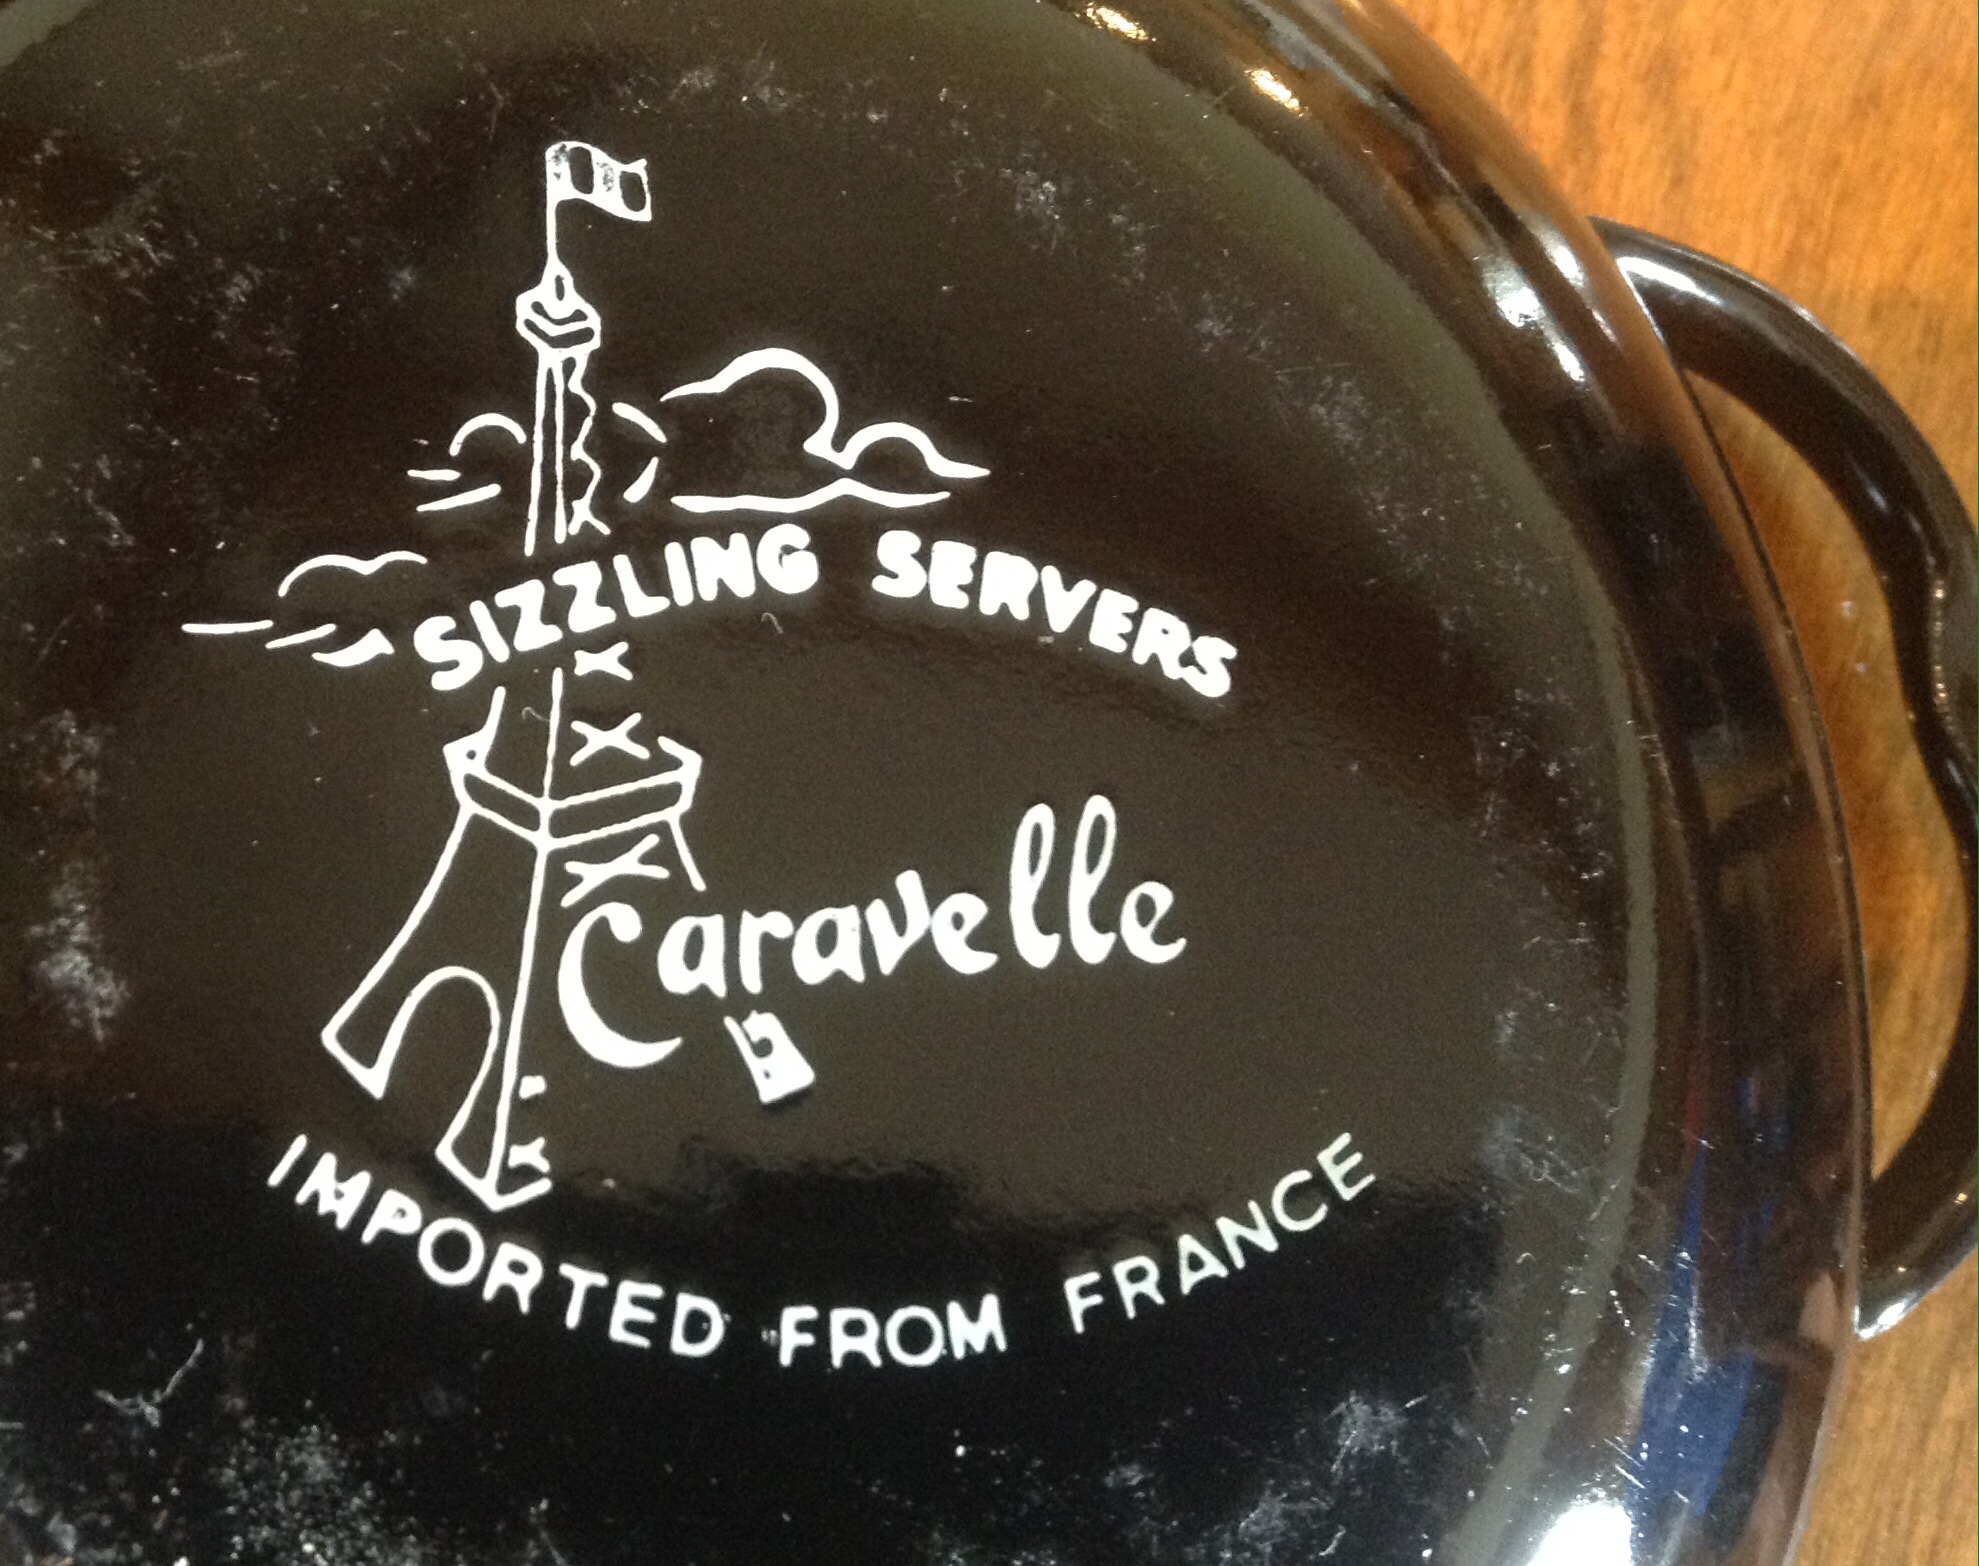 SIZZLING SERVERS
Caravelle
IMPORTED FROM FRANCE